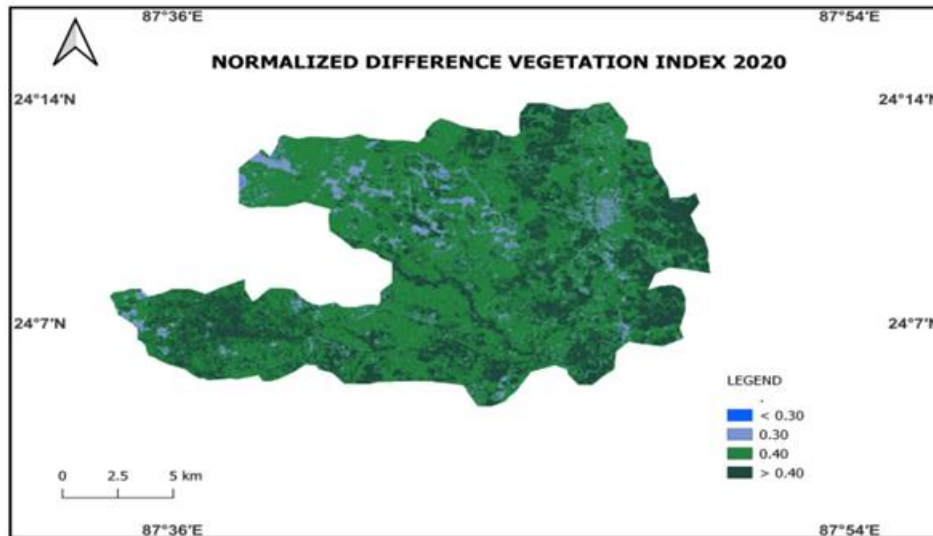 87°36′E 87°54′E
NORMALIZED DIFFERENCE VEGETATION INDEX 2020
24°14′N 24°14′N
24°7′N 24°7′N
LEGEND
< 0.30
0.30
0.40
> 0.40
0 2.5 5 km
87°36′E 87°54′E